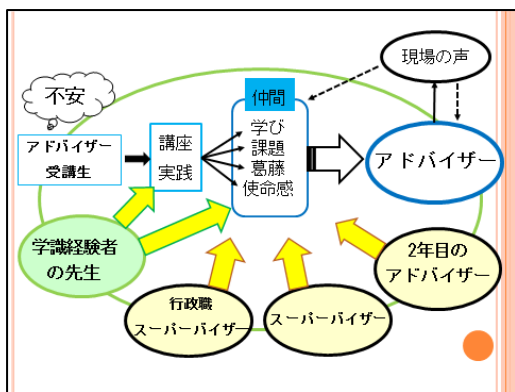 現場の声
不安
仲間
アドバイザー
受講生
講座
実践
学び
課題
葛藤
使命感
アドバイザー
学識経験者
の先生
2年目の
アドバイザー
行政職
スーパーバイザー
スーパーバイザー